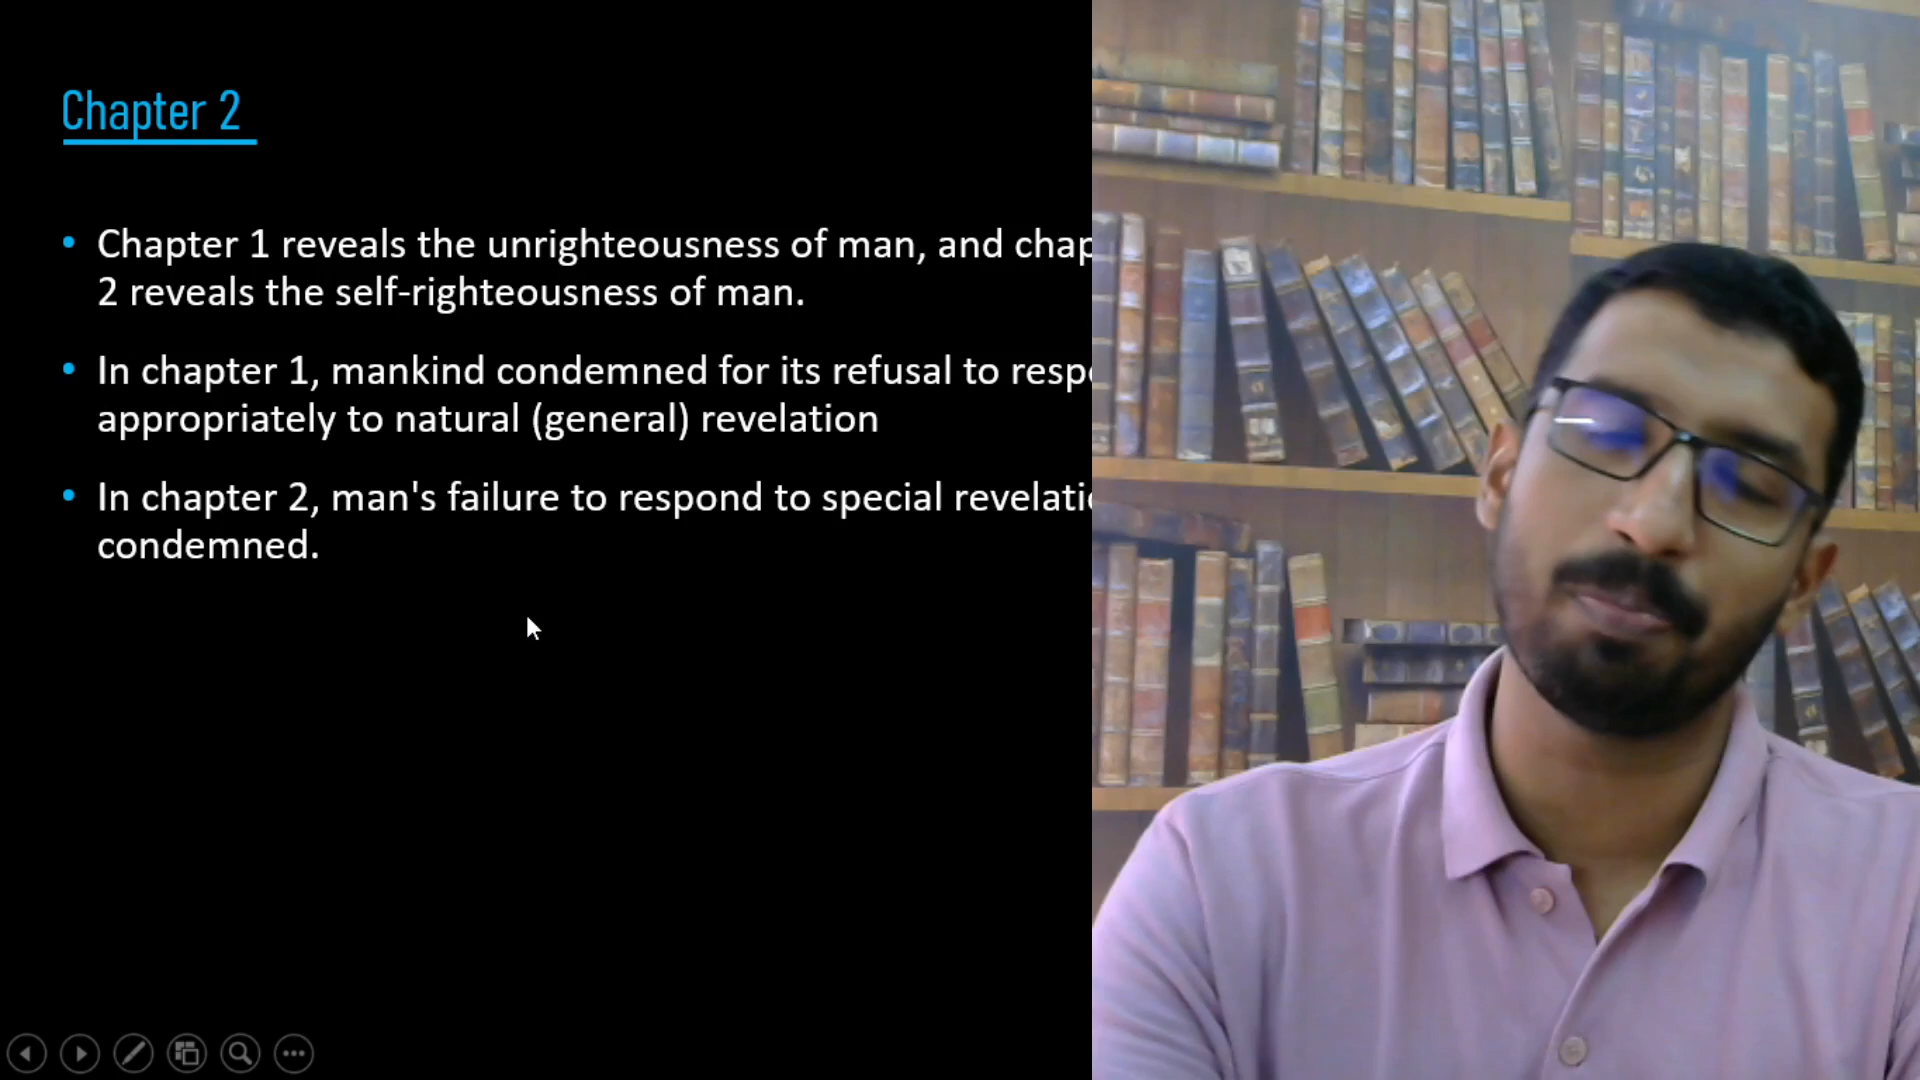 Chapter 2
• Chapter 1 reveals the unrighteousness of man, and chap
2 reveals the self-righteousness of man.
• In chapter 1, mankind condemned for its refusal to resp
appropriately to natural (general) revelation
• In chapter 2, man's failure to respond to special revelati
condemned.